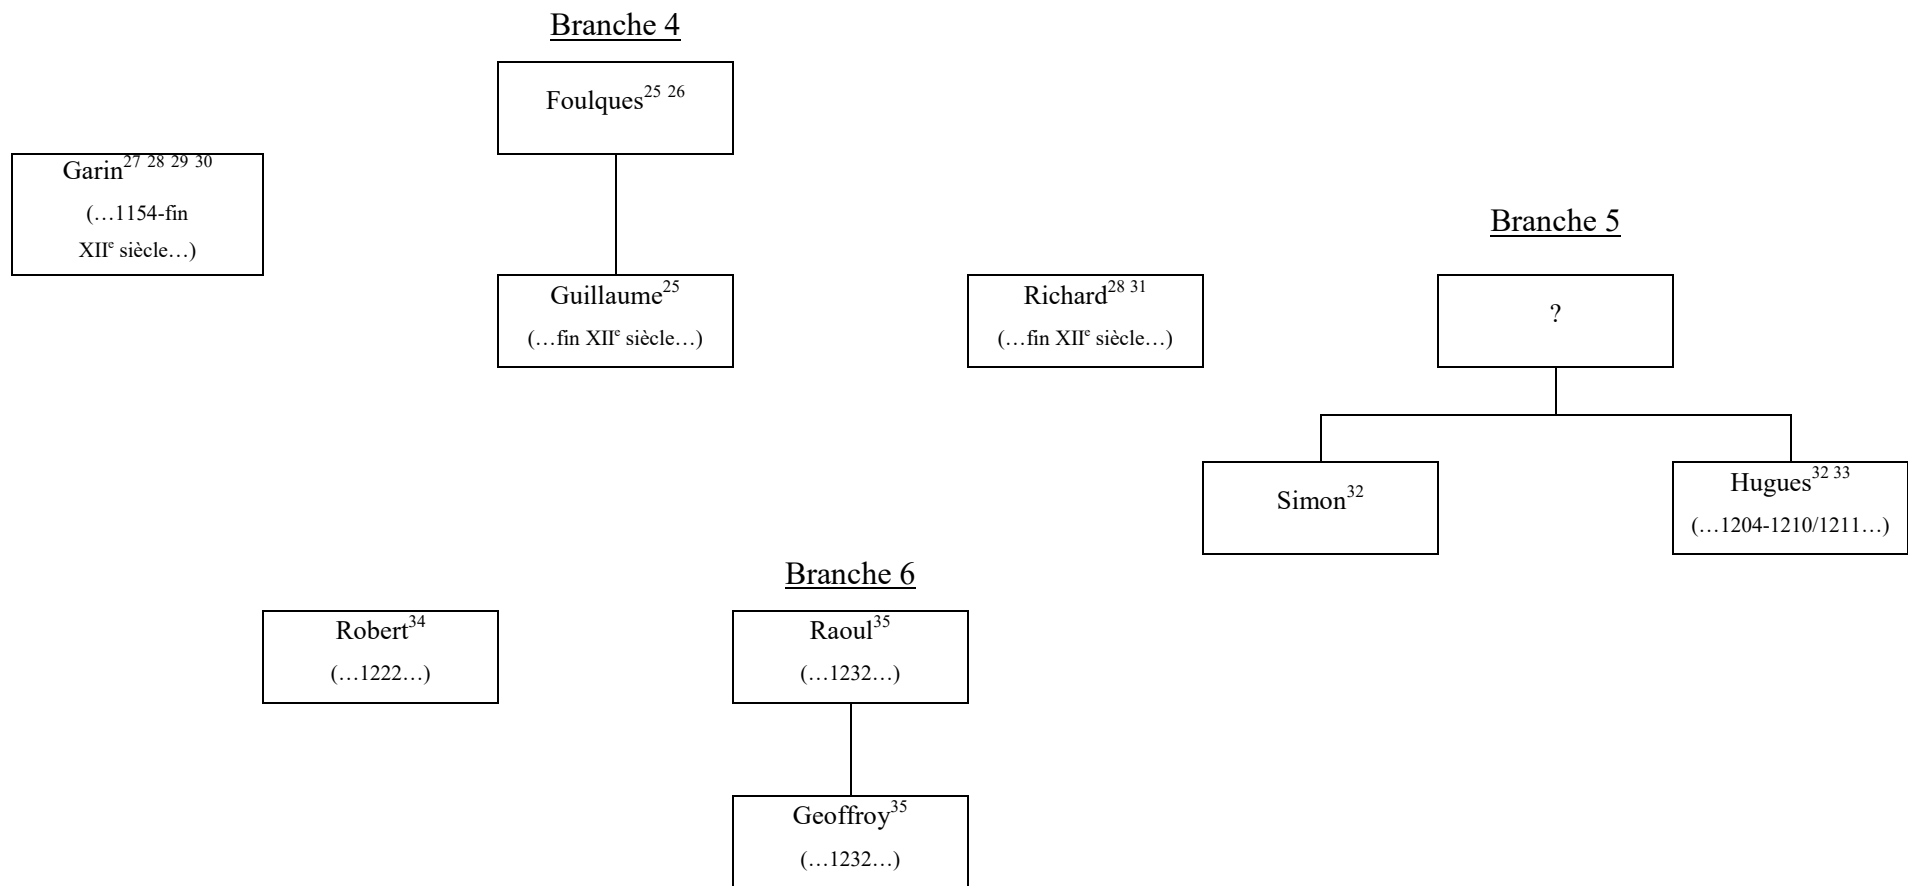 Branche 4
Foulques25 26
Garin27 28 29 30
(…1154-fin
XIIe siècle…)
Branche 5
Guillaume25
(…fin XIIe siècle…)
Richard28 31
(…fin XIIe siècle…)
?
Simon32
Hugues32 33
(…1204-1210/1211…)
Branche 6
Robert34
(…1222…)
Raoul35
(…1232…)
Geoffroy35
(…1232…)